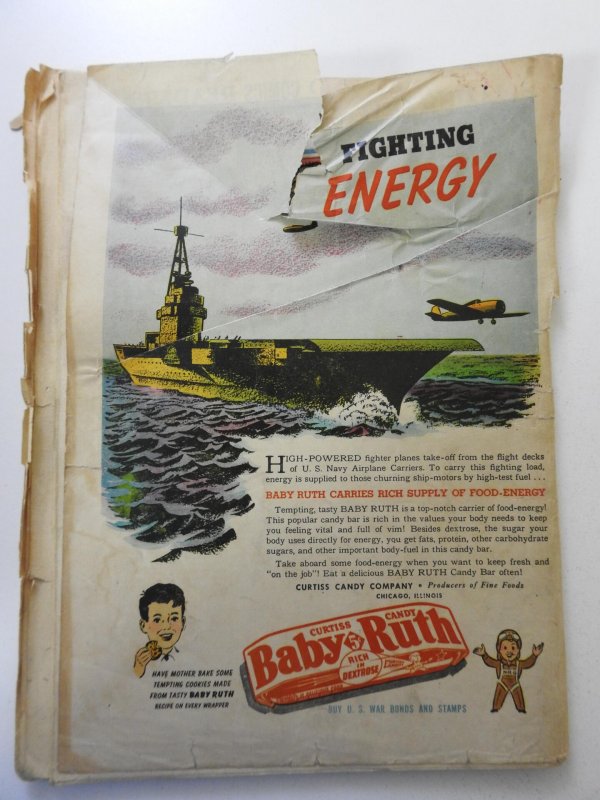 FIGHTING
ENERGY
HIGH-POWERED fighter planes take-off from the flight decks
of U. S. Navy Airplane Carriers. To carry this fighting load,
energy is supplied to those churning ship-motors by high-test fuel . . .
BABY RUTH CARRIES RICH SUPPLY OF FOOD-ENERGY
Tempting, tasty BABY RUTH is a top-notch carrier of food-energy!
This popular candy bar is rich in the values your body needs to keep
you feeling vital and full of vim! Besides dextrose, the sugar your
body uses directly for energy, you get fats, protein, other carbohydrate
sugars, and other important body-fuel in this candy bar.
Take aboard some food-energy when you want to keep fresh and
"on the job"! Eat a delicious BABY RUTH Candy Bar often!
CURTISS CANDY COMPANY • Producers of Fine Foods
CHICAGO, ILLINOIS
HAVE MOTHER BAKE SOME
TEMPTING COOKIES MADE
FROM TASTY BABY RUTH
RECIPE ON EVERY WRAPPER
CURTISS CANDY
Baby Ruth
5¢
RICH
IN
DEXTROSE
BUY U. S. WAR BONDS AND STAMPS